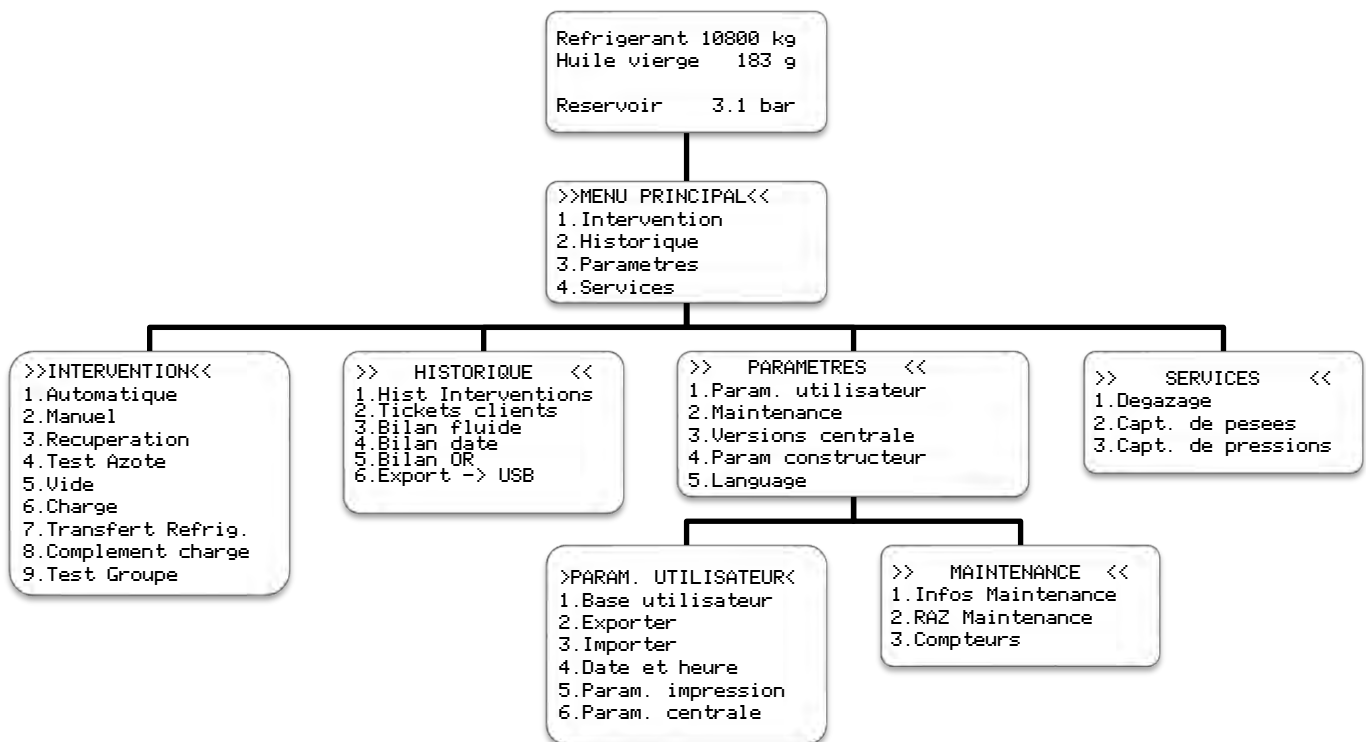 Refrigerant 10800 kg
Huile vierge 183 g
Reservoir 3.1 bar
>>MENU PRINCIPAL<<
1.Intervention
2.Historique
3.Parametres
4.Services
>>INTERVENTION<<
1.Automatique
2.Manuel
3.Recuperation
4.Test Azote
5.Vide
6.Charge
7.Transfert Refrig.
8.Complement charge
9.Test Groupe
>> HISTORIQUE <<
1.Hist Interventions
2.Tickets clients
3.Bilan fluide
4.Bilan date
5.Bilan OR
6.Export -> USB
>> PARAMETRES <<
1.Param. utilisateur
2.Maintenance
3.Versions centrale
4.Param constructeur
5.Language
>> SERVICES <<
1.Degazage
2.Capt. de pesees
3.Capt. de pressions
>PARAM. UTILISATEUR<
1.Base utilisateur
2.Exporter
3.Importer
4.Date et heure
5.Param. impression
6.Param. centrale
>> MAINTENANCE <<
1.Infos Maintenance
2.RAZ Maintenance
3.Compteurs